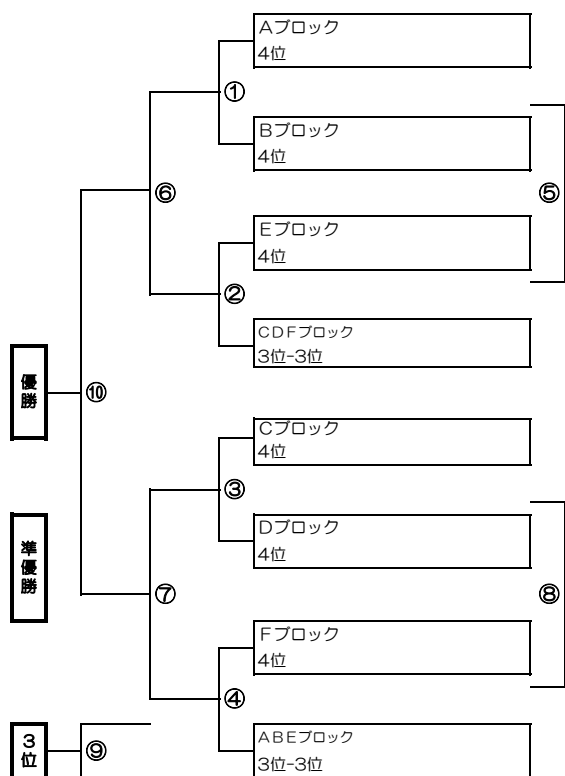 Aブロック
4位
①
Bブロック
4位
⑤
⑥
Eブロック
4位
②
CDFブロック
3位-3位
優勝
⑩
Cブロック
4位
③
Dブロック
4位
準優勝
⑦
⑧
Fブロック
4位
④
ABEブロック
3位-3位
3位
⑨